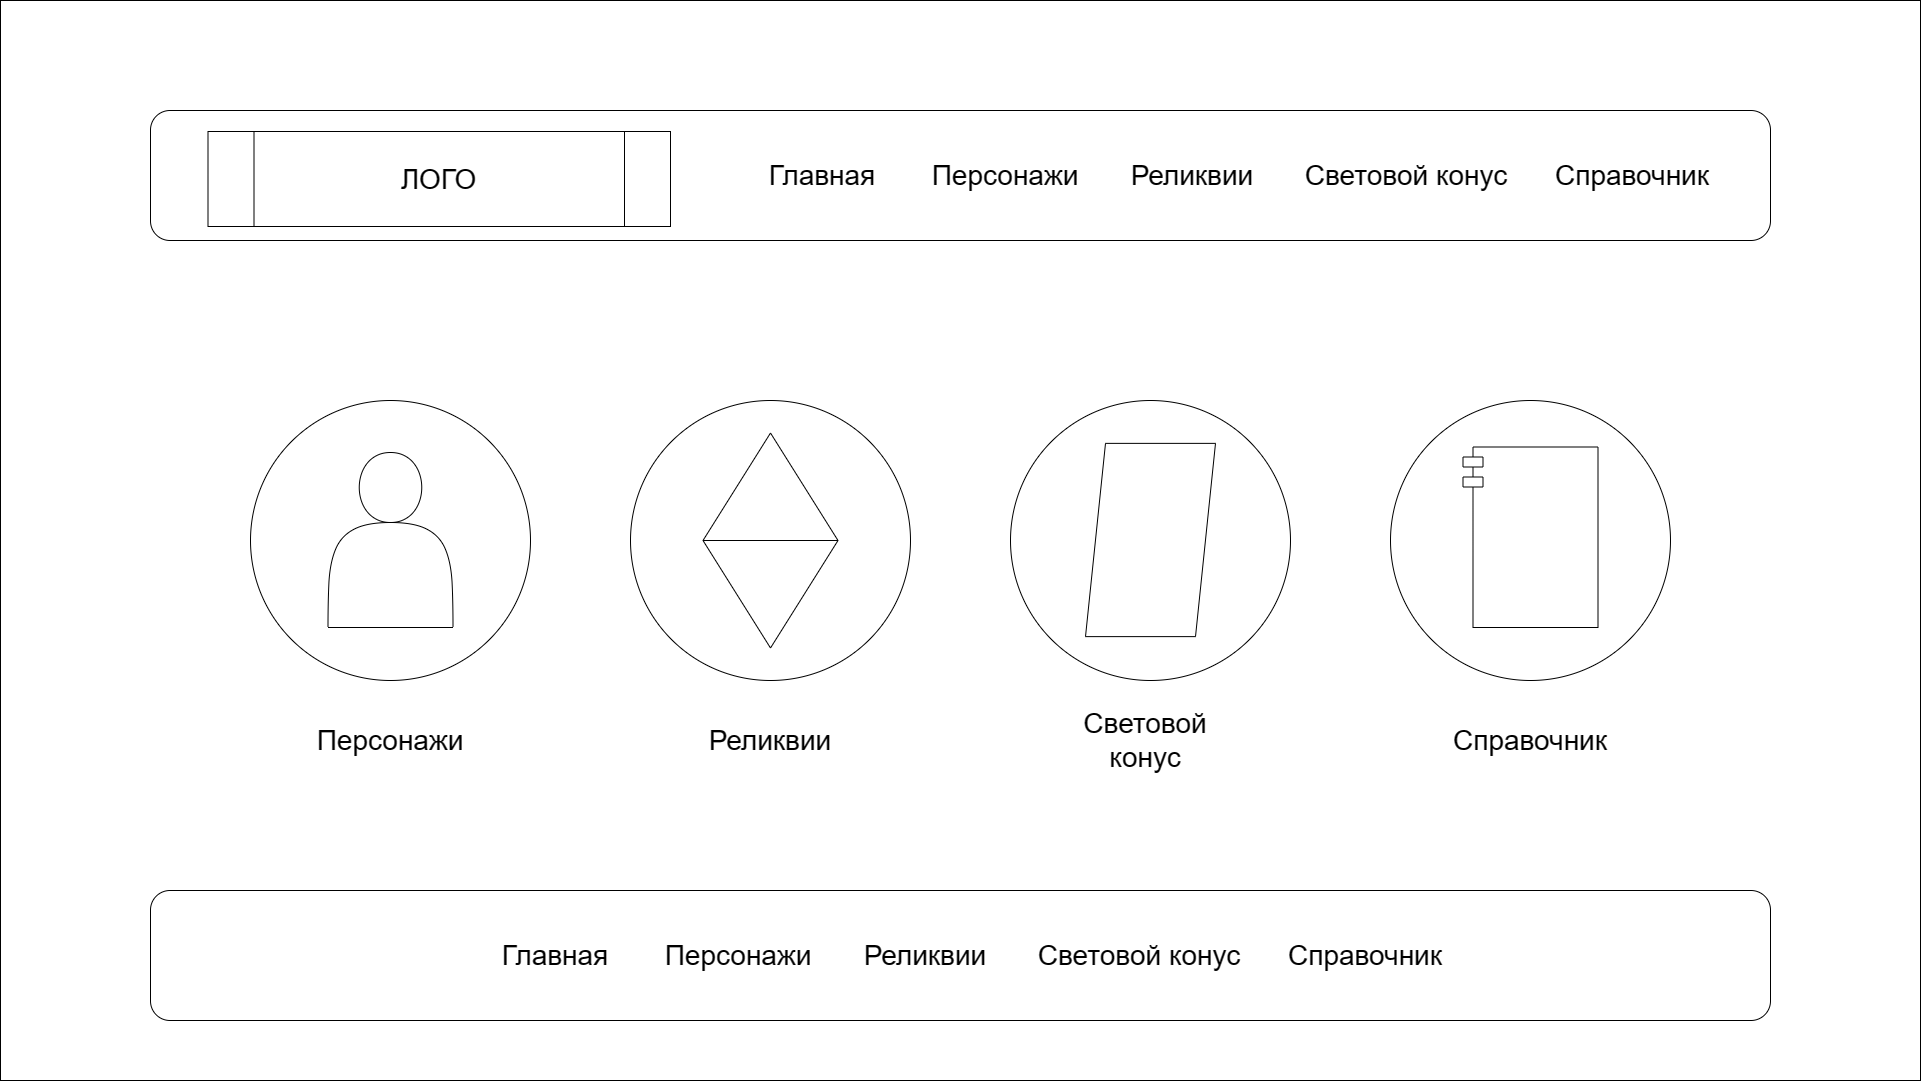 ЛОГО
Главная
Персонажи
Реликвии
Световой конус
Справочник
Персонажи
Реликвии
Световой
конус
Справочник
Главная
Персонажи
Реликвии
Световой конус
Справочник